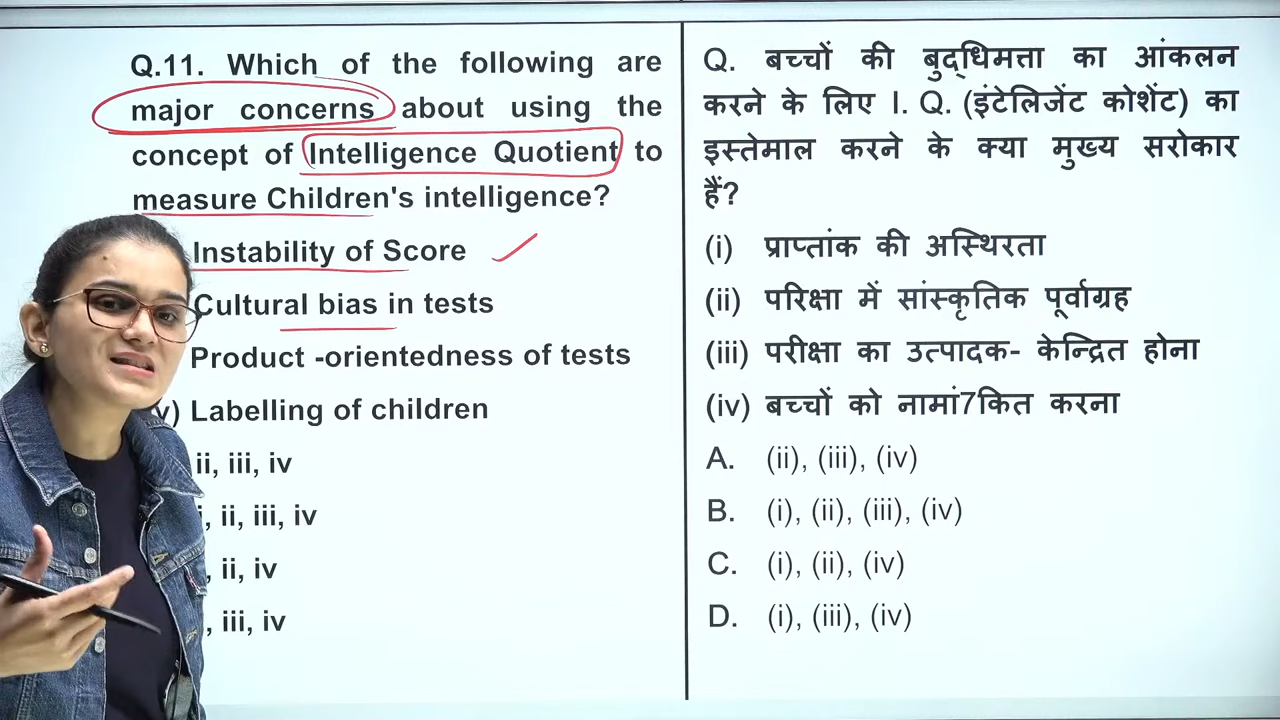 Q.11. Which of the following are
major concerns about using the
concept of Intelligence Quotient to
measure Children's intelligence?
Instability of Score
Cultural bias in tests
Product -orientedness of tests
v) Labelling of children
ii, iii, iv
i, ii, iii, iv
, ii, iv
, iii, iv
Q. बच्चों की बुद्धिमत्ता का आंकलन
करने के लिए I. Q. (इंटेलिजेंट कोशेंट) का
इस्तेमाल करने के क्या मुख्य सरोकार
हैं?
(i) प्राप्तांक की अस्थिरता
(ii) परिक्षा में सांस्कृतिक पूर्वाग्रह
(iii) परीक्षा का उत्पादक- केन्द्रित होना
(iv) बच्चों को नामां7कित करना
A. (ii), (iii), (iv)
B. (i), (ii), (iii), (iv)
C. (i), (ii), (iv)
D. (i), (iii), (iv)